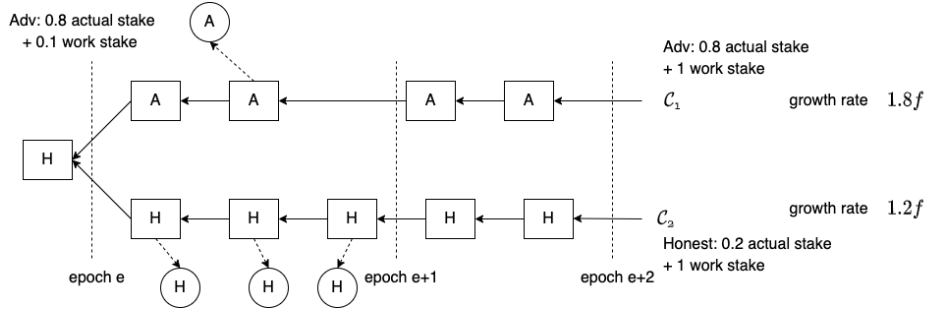 Adv: 0.8 actual stake
+ 0.1 work stake
A
Adv: 0.8 actual stake
+ 1 work stake
A
A
A
A
𝒞₁
growth rate 1.8f
H
H
H
H
H
H
𝒞₂
growth rate 1.2f
Honest: 0.2 actual stake
+ 1 work stake
epoch e
H
H
H
epoch e+1
epoch e+2